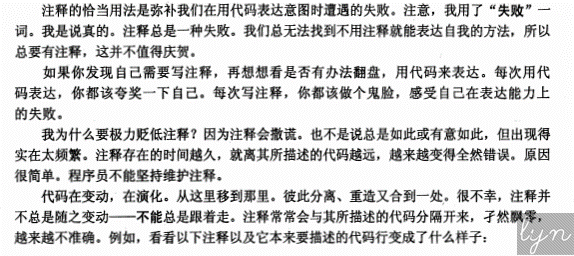 注释的恰当用法是弥补我们在用代码表达意图时遭遇的失败。注意，我用了“失败”一
词。我是说真的。注释总是一种失败。我们总无法找到不用注释就能表达自我的方法，所以
总要有注释，这并不值得庆贺。
如果你发现自己需要写注释，再想想看是否有办法翻盘，用代码来表达。每次用代
码表达，你都该夸奖一下自己。每次写注释，你都该做个鬼脸，感受自己在表达能力上
的失败。
我为什么要极力贬低注释？因为注释会撒谎。也不是说总是如此或有意如此，但出现得
实在太频繁。注释存在的时间越久，就离其所描述的代码越远，越来越变得全然错误。原因
很简单。程序员不能坚持维护注释。
代码在变动，在演化。从这里移到那里。彼此分离、重造又合到一处。很不幸，注释并
不总是随之变动——不能总是跟着走。注释常常会与其所描述的代码分隔开来，孑然飘零，
越来越不准确。例如，看看以下注释以及它本来要描述的代码行变成了什么样子：
lyn